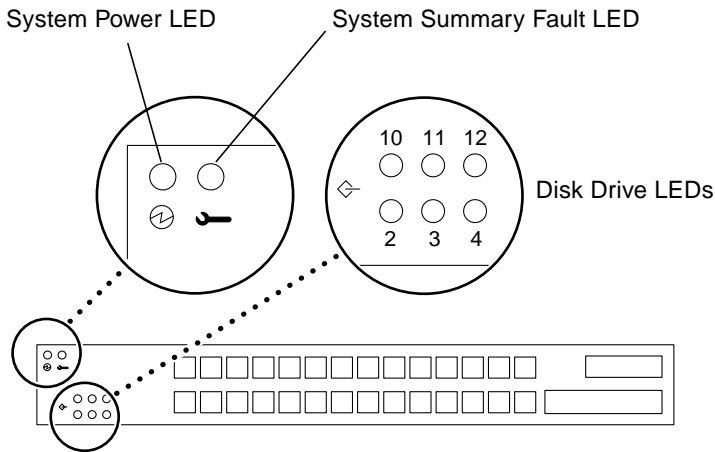 System Power LED
System Summary Fault LED
10 11 12
Disk Drive LEDs
2 3 4